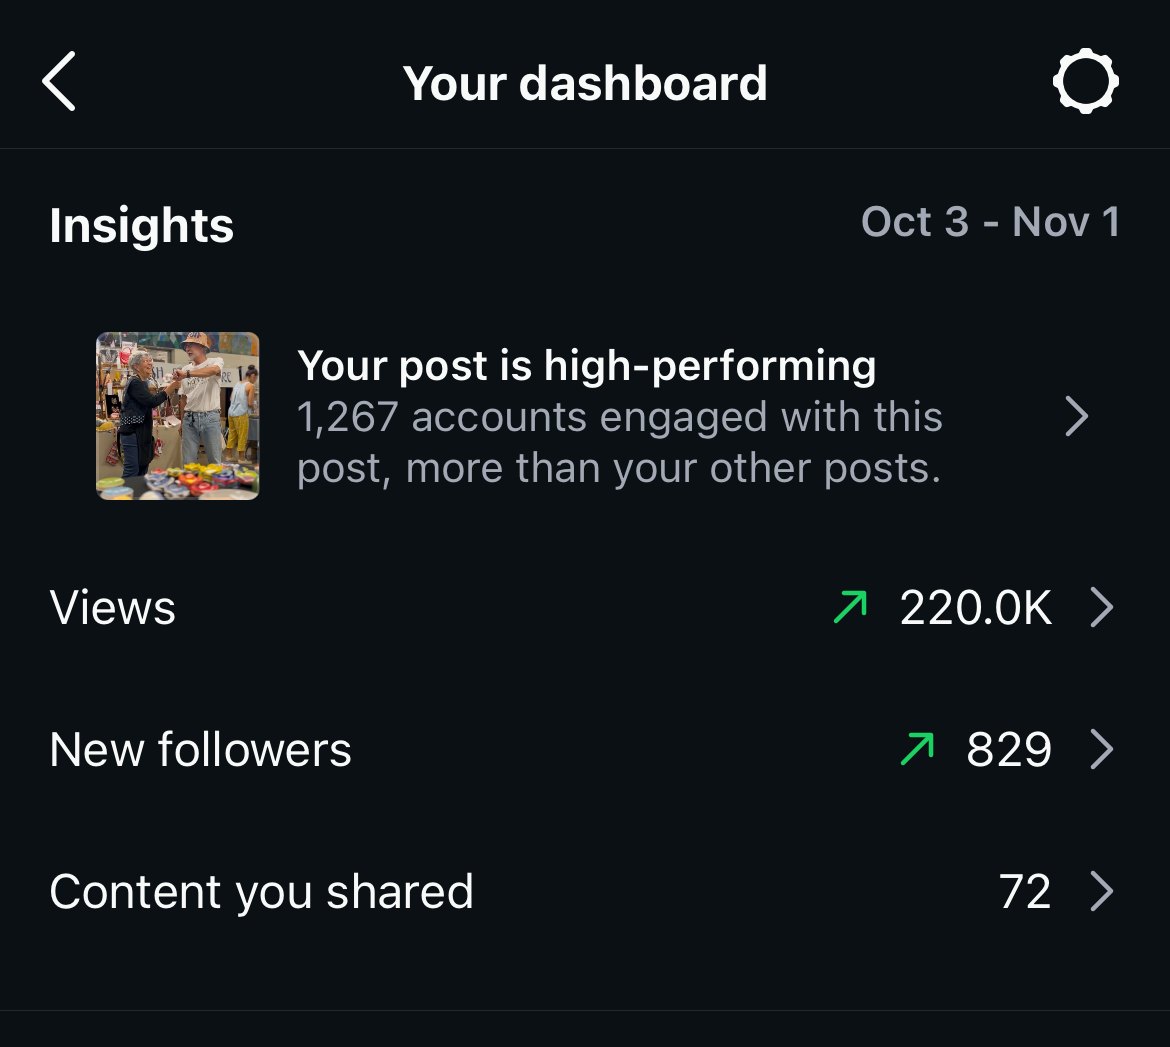 Your dashboard
Insights
Oct 3 - Nov 1
Your post is high-performing
1,267 accounts engaged with this
post, more than your other posts.
Views
220.0K
New followers
829
Content you shared
72